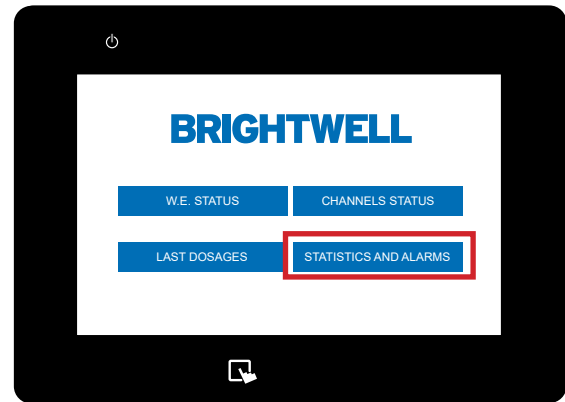 BRIGHTWELL
W.E. STATUS CHANNELS STATUS
LAST DOSAGES STATISTICS AND ALARMS